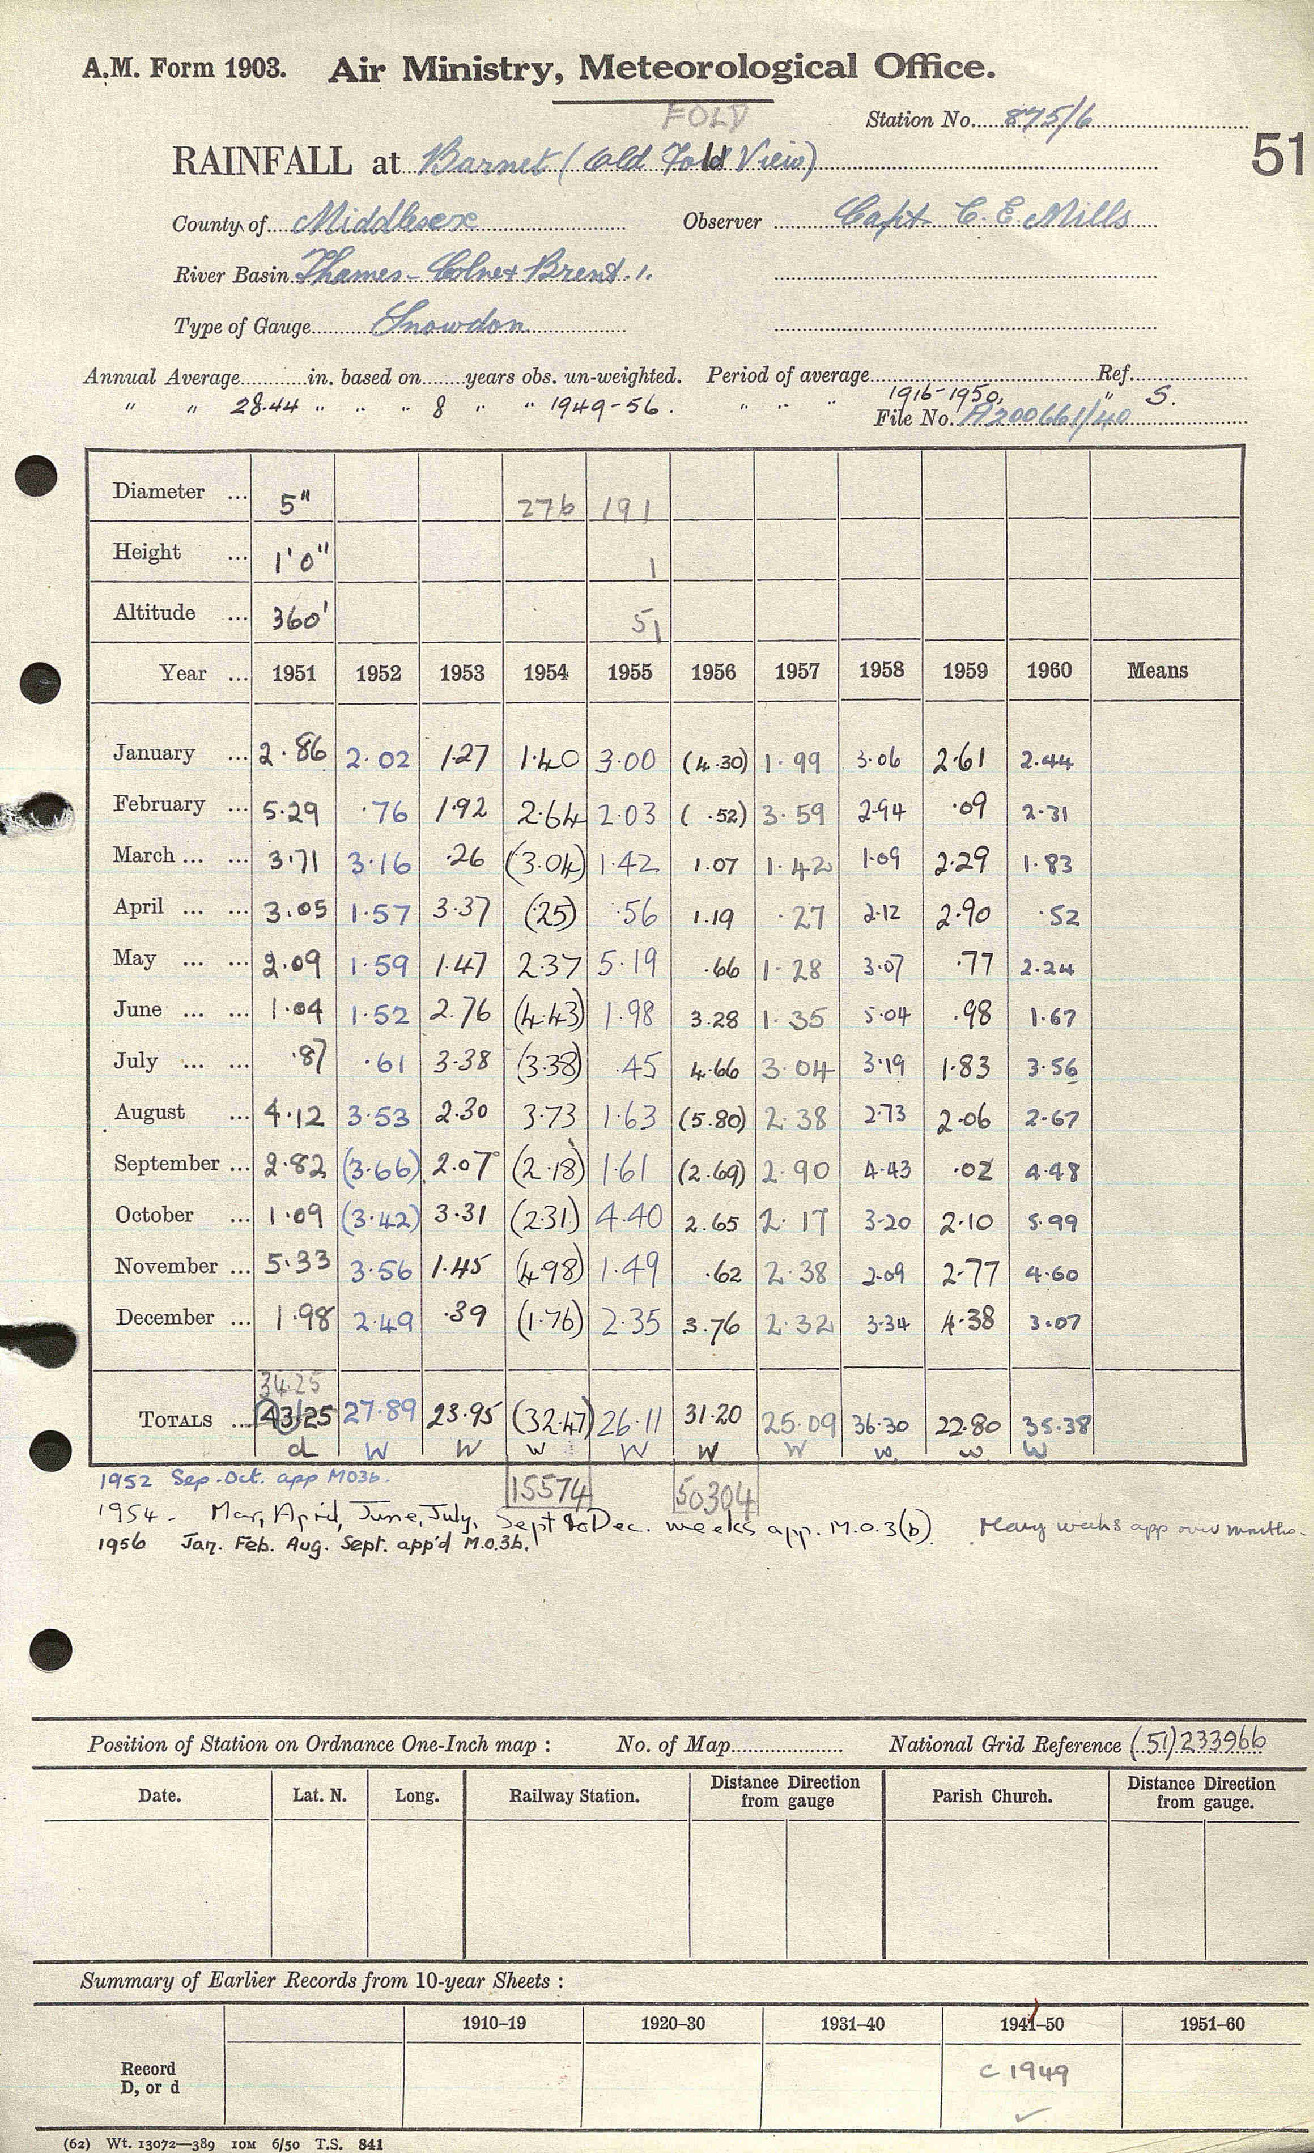 A.M. Form 1903. Air Ministry, Meteorological Office.
FOLD
Station No. 875/6
51
RAINFALL at Barnet (Old Fold View)
County of Middlesex Observer Capt C. E. Mills
River Basin Thames - Colne & Brent.
Type of Gauge Snowdon
Annual Average in. based on years obs. un-weighted. Period of average Ref.
" " 28.44 " " " 8 " " 1949-56. " " " 1916-1950, " S.
File No. A200661/40
Diameter ... 5" 276 191
Height ... 1'0" 1
Altitude ... 360' 51
Year ... 1951 1952 1953 1954 1955 1956 1957 1958 1959 1960 Means
January ... 2.86 2.02 1.27 1.40 3.00 (4.30) 1.99 3.06 2.61 2.44
February ... 5.29 .76 1.92 2.64 2.03 (.52) 3.59 2.94 .09 2.31
March ... ... 3.71 3.16 .26 (3.04) 1.42 1.07 1.42 1.09 2.29 1.83
April ... ... 3.05 1.57 3.37 (.25) .56 1.19 .27 2.12 2.90 .52
May ... ... 2.09 1.59 1.47 2.37 5.19 .66 1.28 3.07 .77 2.24
June ... ... 1.04 1.52 2.76 (4.43) 1.98 3.28 1.35 5.04 .98 1.67
July ... ... .87 .61 3.38 (3.38) .45 4.66 3.04 3.19 1.83 3.56
August ... 4.12 3.53 2.30 3.73 1.63 (5.80) 2.38 2.73 2.06 2.67
September ... 2.82 (3.66) 2.07 (2.18) 1.61 (2.69) 2.90 4.43 .02 4.48
October ... 1.09 (3.42) 3.31 (2.31) 4.40 2.65 2.17 3.20 2.10 5.99
November ... 5.33 3.56 1.45 (4.98) 1.49 .62 2.38 2.09 2.77 4.60
December ... 1.98 2.49 .39 (1.76) 2.35 3.76 2.32 3.34 4.38 3.07
34.25
TOTALS ... 43.25 27.89 23.95 (32.47) 26.11 31.20 25.09 36.30 22.80 35.38
d W W W W W W W W W
1952 Sep-Oct. app M03b. 15574 50304
1954 - Mar, April, June, July, Sept to Dec. weeks app. M.0.3(b). Many weeks app over months.
1956 Jan. Feb. Aug. Sept. app'd M.0.3b.
Position of Station on Ordnance One-Inch map : No. of Map National Grid Reference (51)233966
Date. Lat. N. Long. Railway Station. Distance Direction from gauge Parish Church. Distance Direction from gauge.
Summary of Earlier Records from 10-year Sheets :
1910-19 1920-30 1931-40 1941-50 1951-60
Record
D, or d
c 1949
(62) Wt. 13072—389 10M 6/50 T.S. 841